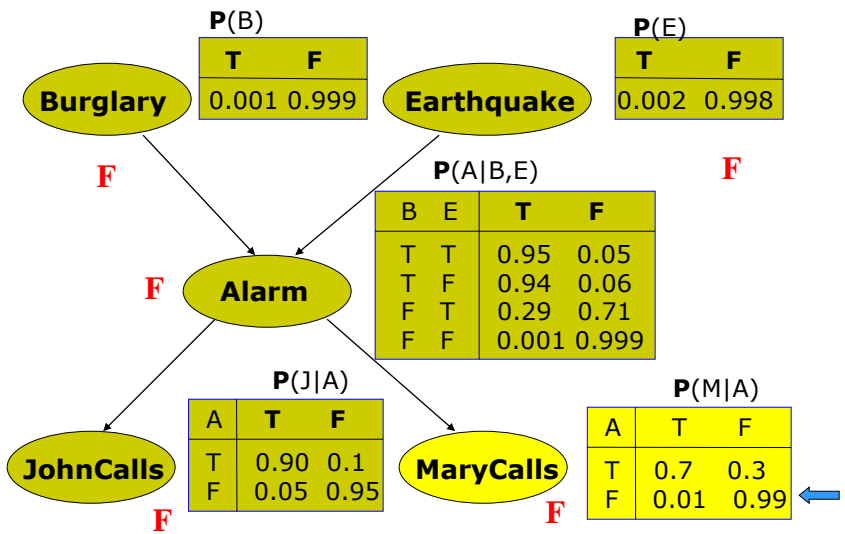 P(B)
T F
0.001 0.999
Burglary
P(E)
T F
0.002 0.998
Earthquake
F
F
P(A|B,E)
B E T F
T T 0.95 0.05
T F 0.94 0.06
F T 0.29 0.71
F F 0.001 0.999
F
Alarm
P(J|A)
A T F
T 0.90 0.1
F 0.05 0.95
JohnCalls
F
P(M|A)
A T F
T 0.7 0.3
F 0.01 0.99
MaryCalls
F